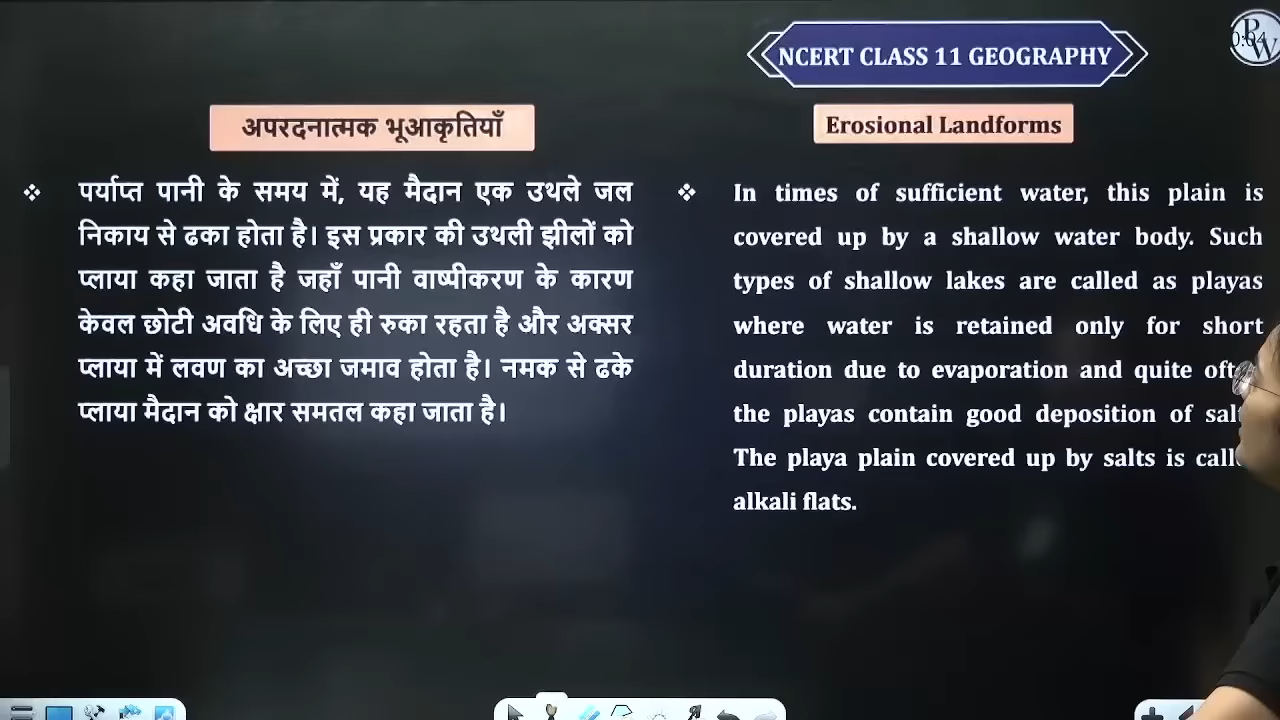 NCERT CLASS 11 GEOGRAPHY
PW
अपरदनात्मक भूआकृतियाँ
❖ पर्याप्त पानी के समय में, यह मैदान एक उथले जल
निकाय से ढका होता है। इस प्रकार की उथली झीलों को
प्लाया कहा जाता है जहाँ पानी वाष्पीकरण के कारण
केवल छोटी अवधि के लिए ही रुका रहता है और अक्सर
प्लाया में लवण का अच्छा जमाव होता है। नमक से ढके
प्लाया मैदान को क्षार समतल कहा जाता है।
Erosional Landforms
❖ In times of sufficient water, this plain is
covered up by a shallow water body. Such
types of shallow lakes are called as playas
where water is retained only for short
duration due to evaporation and quite
the playas contain good deposition of
The playa plain covered up by salts is
alkali flats.